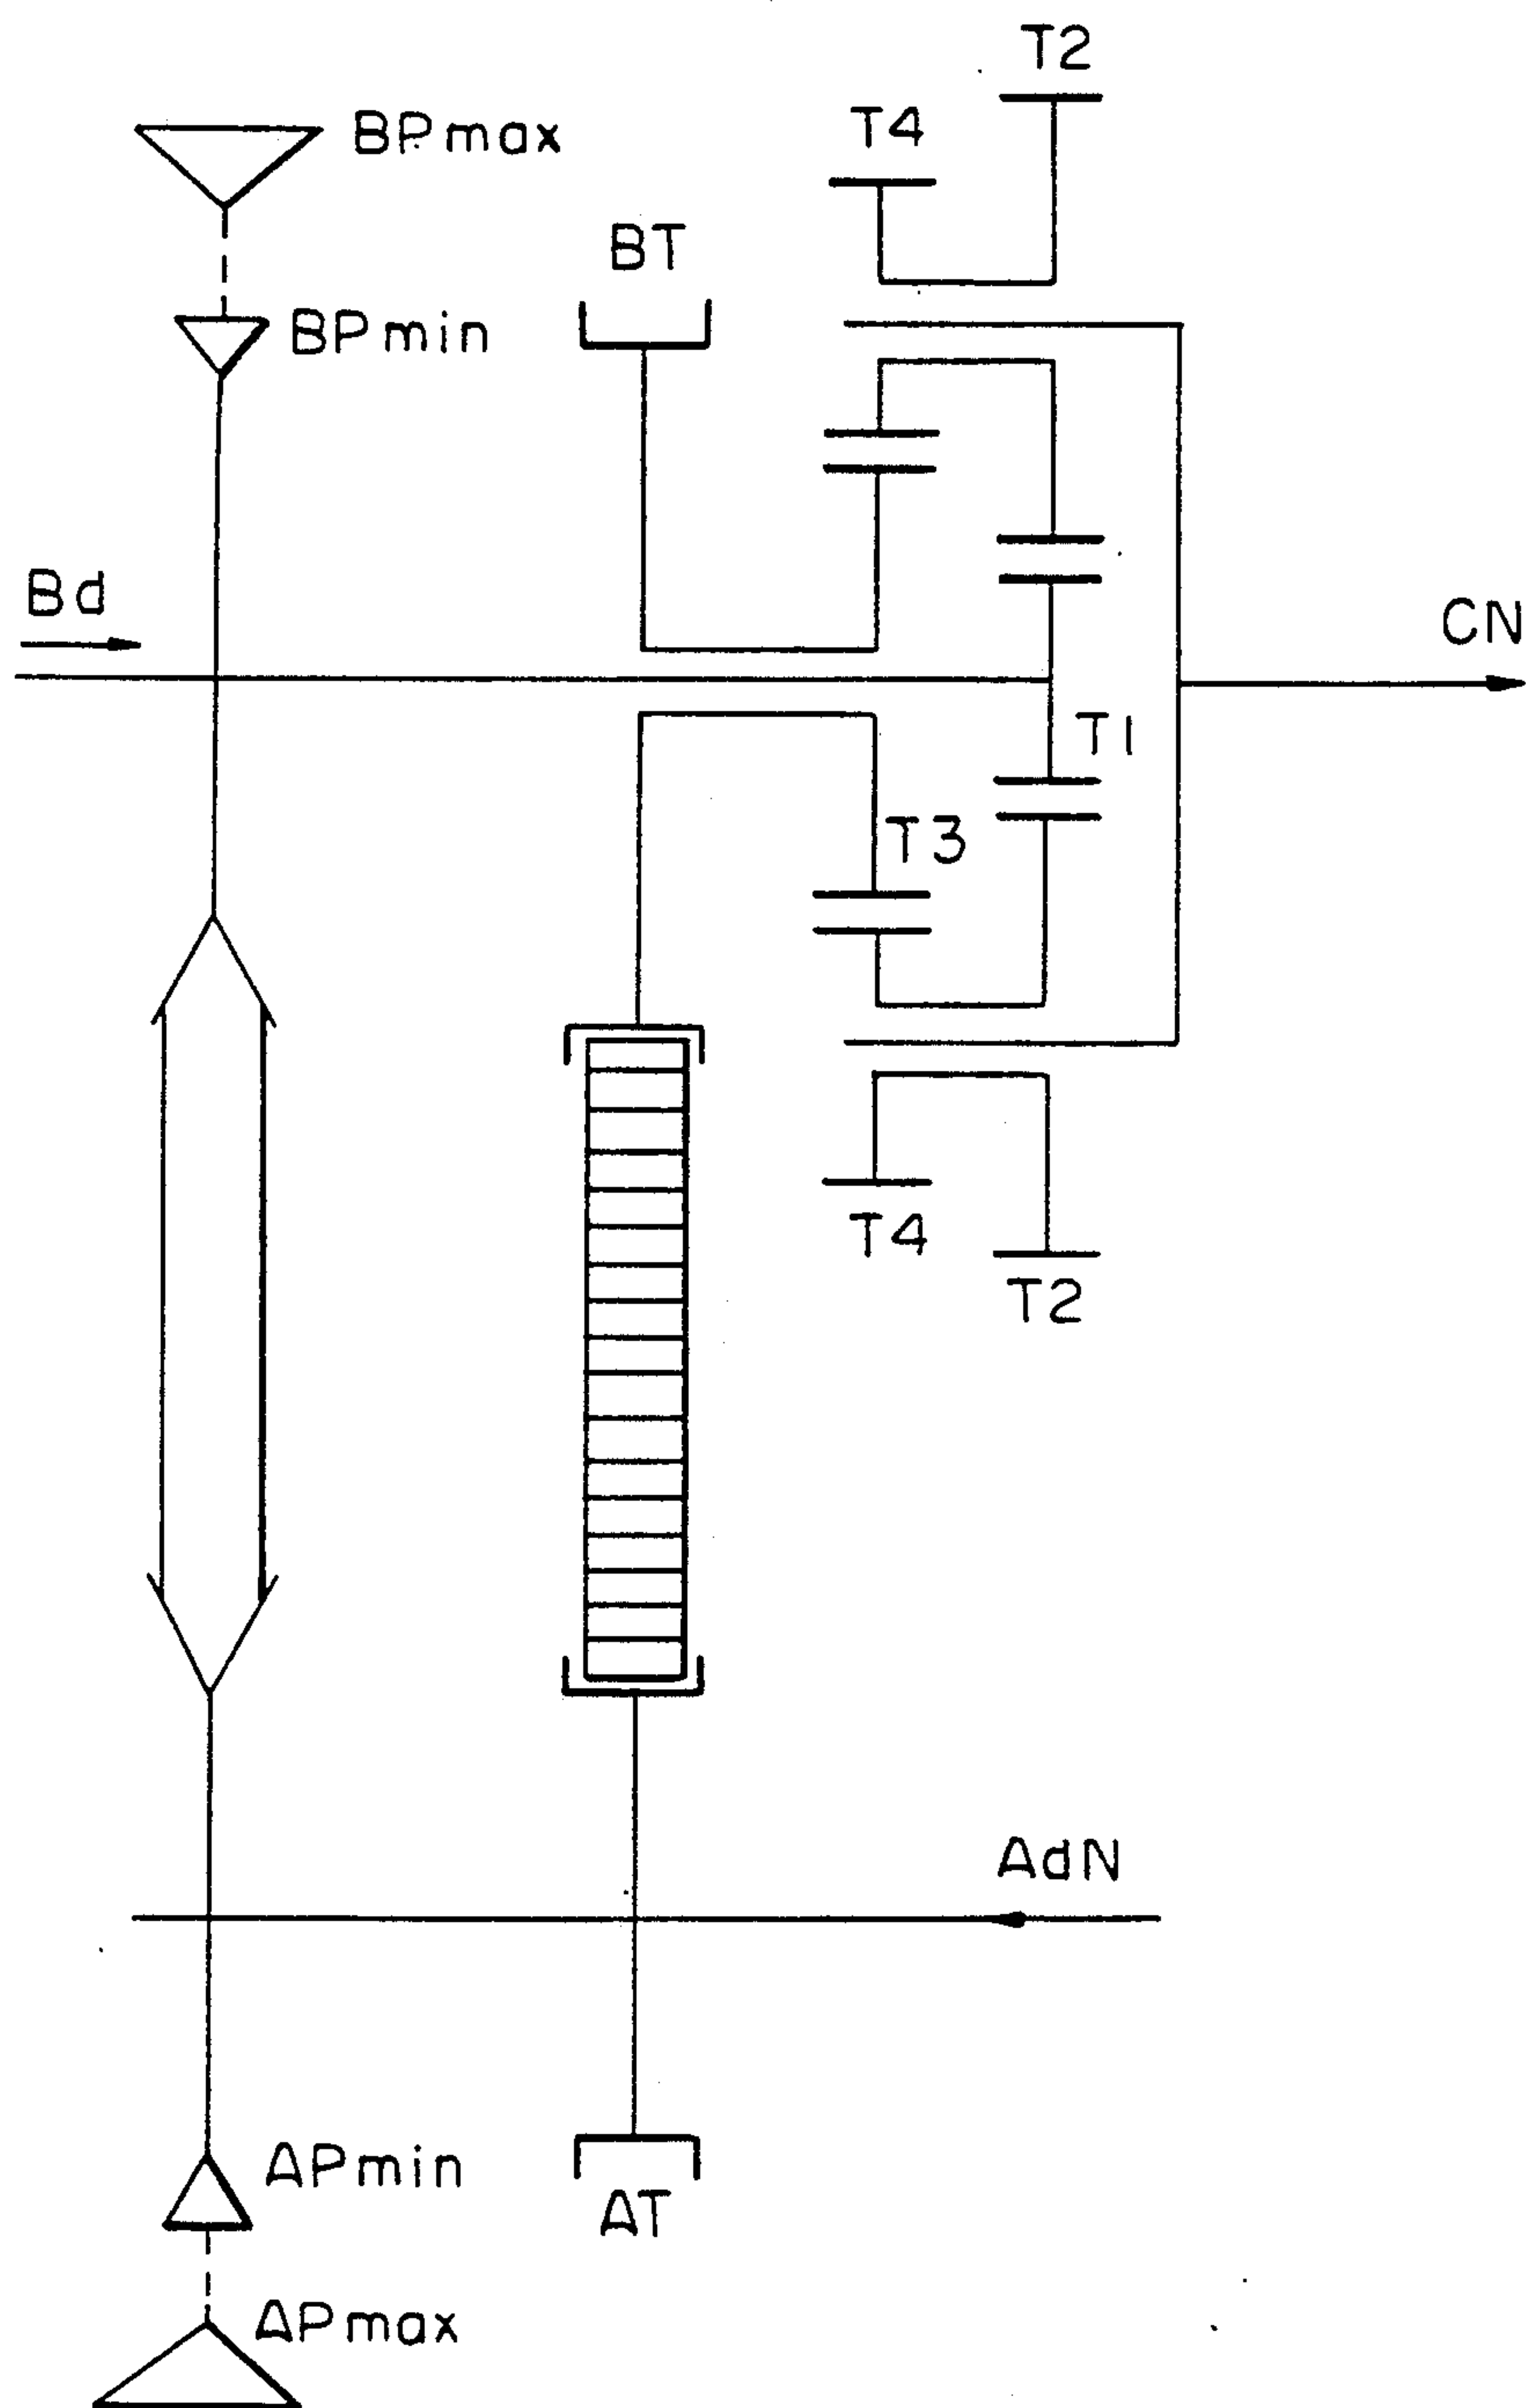 T2
T4
BPmax
BT
BPmin
Bd
CN
T1
T3
T4
T2
AdN
APmin
AT
APmax